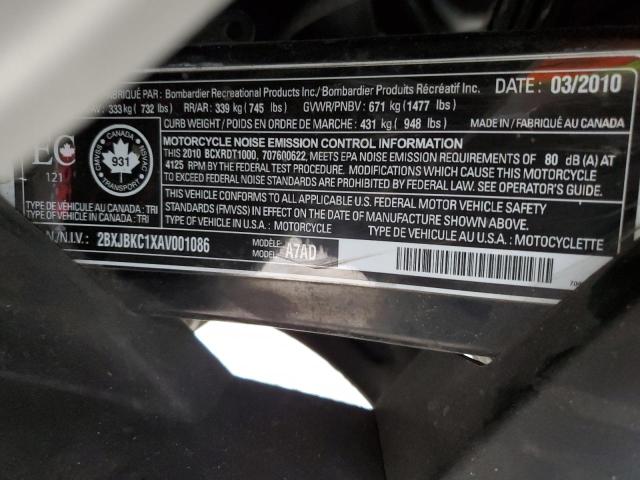 FABRIQUÉ PAR : Bombardier Recreational Products Inc./ Bombardier Produits Récréatif Inc. DATE : 03/2010
AV: 333 kg ( 732 lbs) RR/AR: 339 kg ( 745 lbs) GVWR/PNBV : 671 kg (1477 lbs)
CURB WEIGHT / POIDS EN ORDRE DE MARCHE : 431 kg ( 948 lbs) MADE IN / FABRIQUÉ AU CANADA
MOTORCYCLE NOISE EMISSION CONTROL INFORMATION
THIS 2010 BCXRDT1000, 707600622, MEETS EPA NOISE EMISSION REQUIREMENTS OF 80 dB (A) AT
4125 RPM BY THE FEDERAL TEST PROCEDURE. MODIFICATIONS WHICH CAUSE THIS MOTORCYCLE
TO EXCEED FEDERAL NOISE STANDARDS ARE PROHIBITED BY FEDERAL LAW. SEE OPERATOR'S GUIDE.
EC
121
CANADA
NSVAC
931
SNVAC
TRANSPORT
THIS VEHICLE CONFORMS TO ALL APPLICABLE U.S. FEDERAL MOTOR VEHICLE SAFETY
STANDARDS (FMVSS) IN EFFECT ON THE DATE OF MANUFACTURE SHOWN ABOVE.
TYPE OF VEHICLE IN U.S.A. : MOTORCYCLE TYPE DE VÉHICULE AU É.-U. : MOTOCYCLETTE
TYPE OF VEHICLE IN CANADA : TRI
TYPE DE VÉHICULE AU CANADA : TRI
N./N.I.V.: 2BXJBKC1XAV001086 MODÈLE: MODEL: A7AD